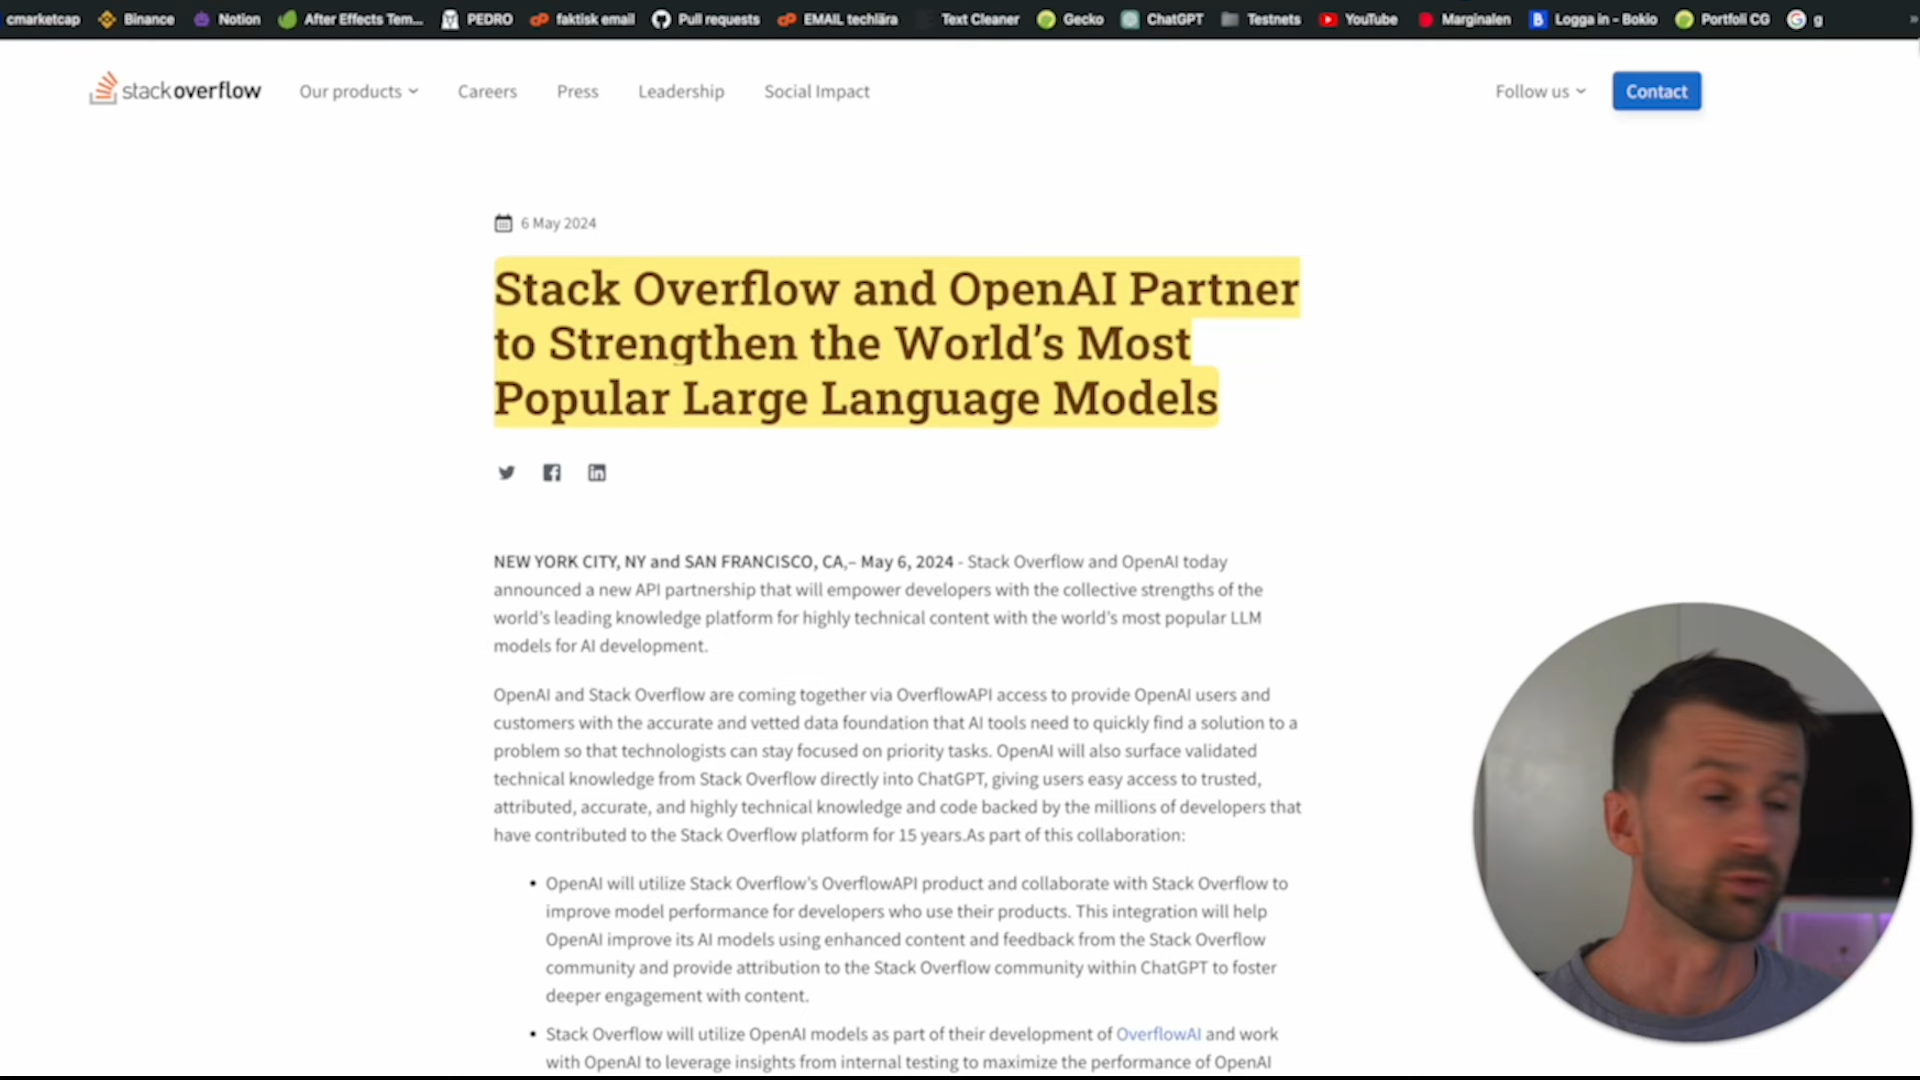 cmarketcap Binance Notion After Effects Tem... PEDRO faktisk email Pull requests EMAIL techlära Text Cleaner Gecko ChatGPT Testnets YouTube Marginalen Logga in - Bokio Portfolj CG g
stackoverflow Our products Careers Press Leadership Social Impact Follow us Contact
6 May 2024
Stack Overflow and OpenAI Partner
to Strengthen the World’s Most
Popular Large Language Models
NEW YORK CITY, NY and SAN FRANCISCO, CA,– May 6, 2024 - Stack Overflow and OpenAI today
announced a new API partnership that will empower developers with the collective strengths of the
world’s leading knowledge platform for highly technical content with the world’s most popular LLM
models for AI development.
OpenAI and Stack Overflow are coming together via OverflowAPI access to provide OpenAI users and
customers with the accurate and vetted data foundation that AI tools need to quickly find a solution to a
problem so that technologists can stay focused on priority tasks. OpenAI will also surface validated
technical knowledge from Stack Overflow directly into ChatGPT, giving users easy access to trusted,
attributed, accurate, and highly technical knowledge and code backed by the millions of developers that
have contributed to the Stack Overflow platform for 15 years.As part of this collaboration:
• OpenAI will utilize Stack Overflow’s OverflowAPI product and collaborate with Stack Overflow to
improve model performance for developers who use their products. This integration will help
OpenAI improve its AI models using enhanced content and feedback from the Stack Overflow
community and provide attribution to the Stack Overflow community within ChatGPT to foster
deeper engagement with content.
• Stack Overflow will utilize OpenAI models as part of their development of OverflowAI and work
with OpenAI to leverage insights from internal testing to maximize the performance of OpenAI